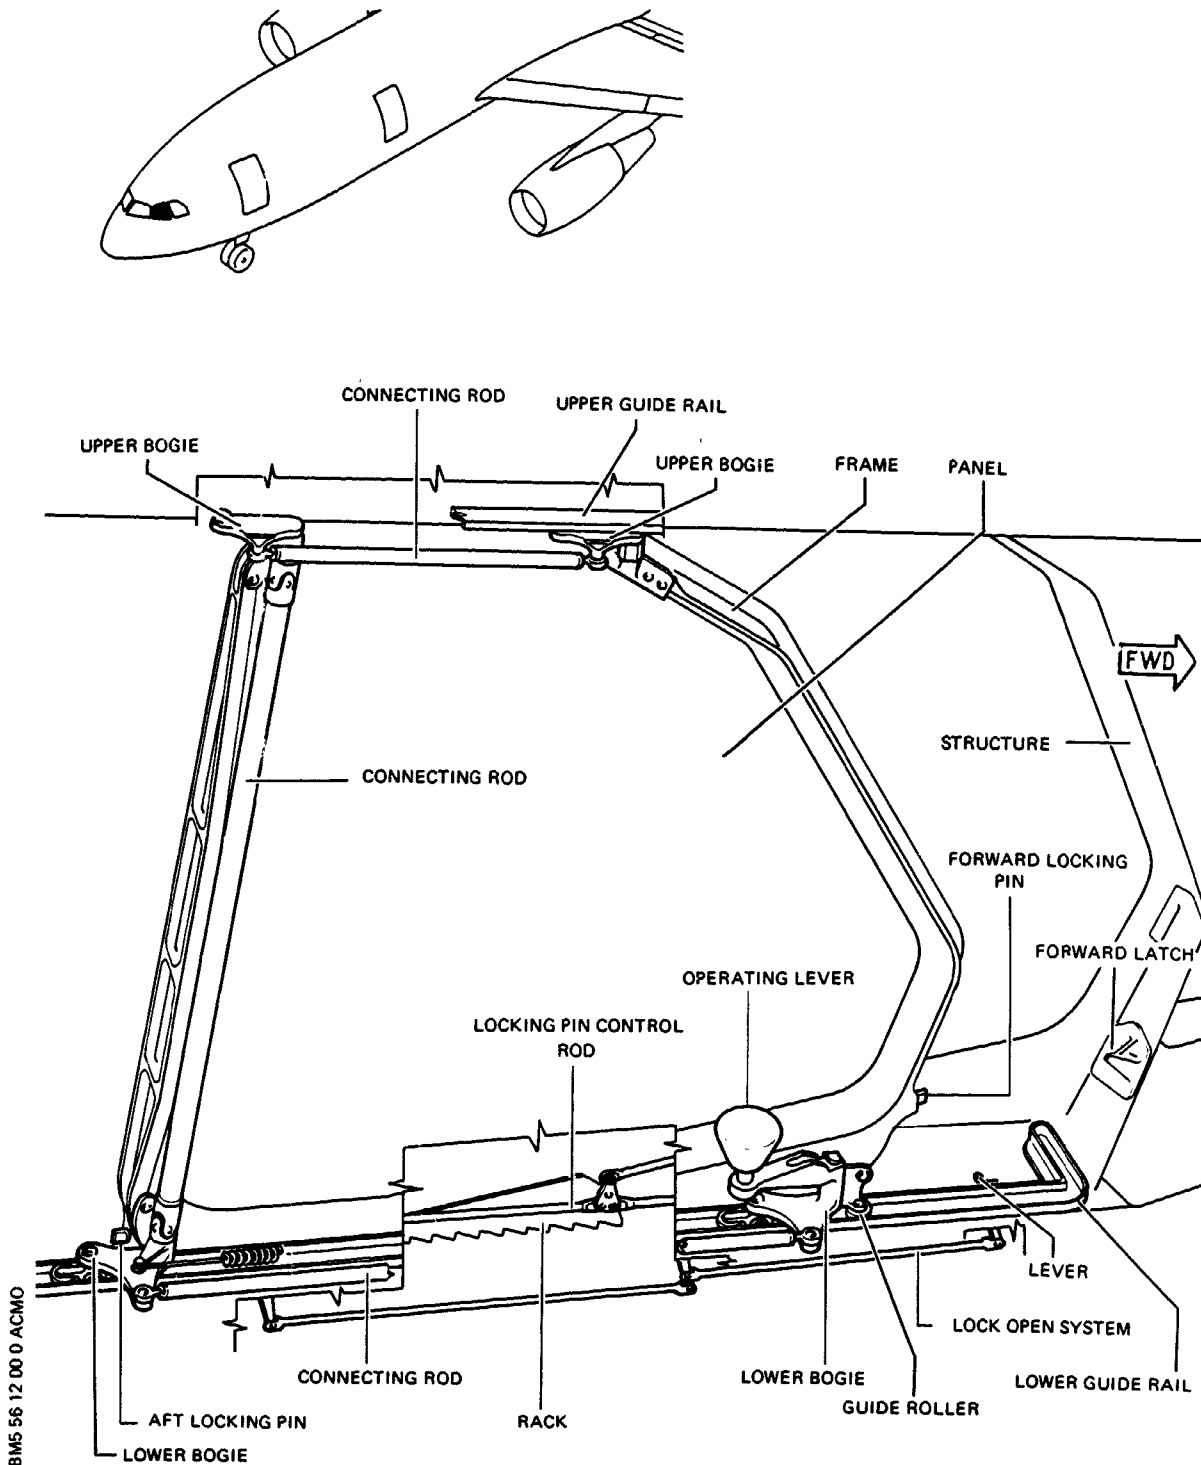 CONNECTING ROD
UPPER GUIDE RAIL
UPPER BOGIE
UPPER BOGIE
FRAME
PANEL
FWD
STRUCTURE
CONNECTING ROD
FORWARD LOCKING
PIN
FORWARD LATCH
OPERATING LEVER
LOCKING PIN CONTROL
ROD
LEVER
LOCK OPEN SYSTEM
CONNECTING ROD
LOWER BOGIE
LOWER GUIDE RAIL
GUIDE ROLLER
AFT LOCKING PIN
RACK
LOWER BOGIE
BM5 56 12 00 0 ACMO